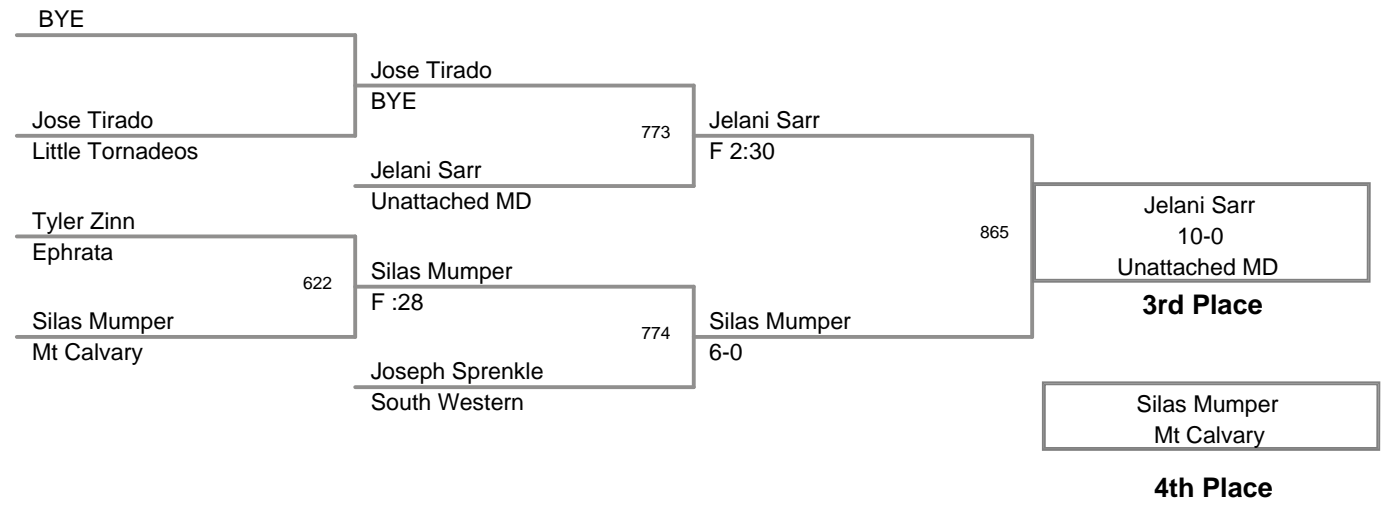 BYE
Jose Tirado
BYE
Jose Tirado
Little Tornadeos
773
Jelani Sarr
F 2:30
Jelani Sarr
Unattached MD
Tyler Zinn
Ephrata
622
Silas Mumper
F :28
Silas Mumper
Mt Calvary
774
Silas Mumper
6-0
Joseph Sprenkle
South Western
865
Jelani Sarr
10-0
Unattached MD
3rd Place
Silas Mumper
Mt Calvary
4th Place